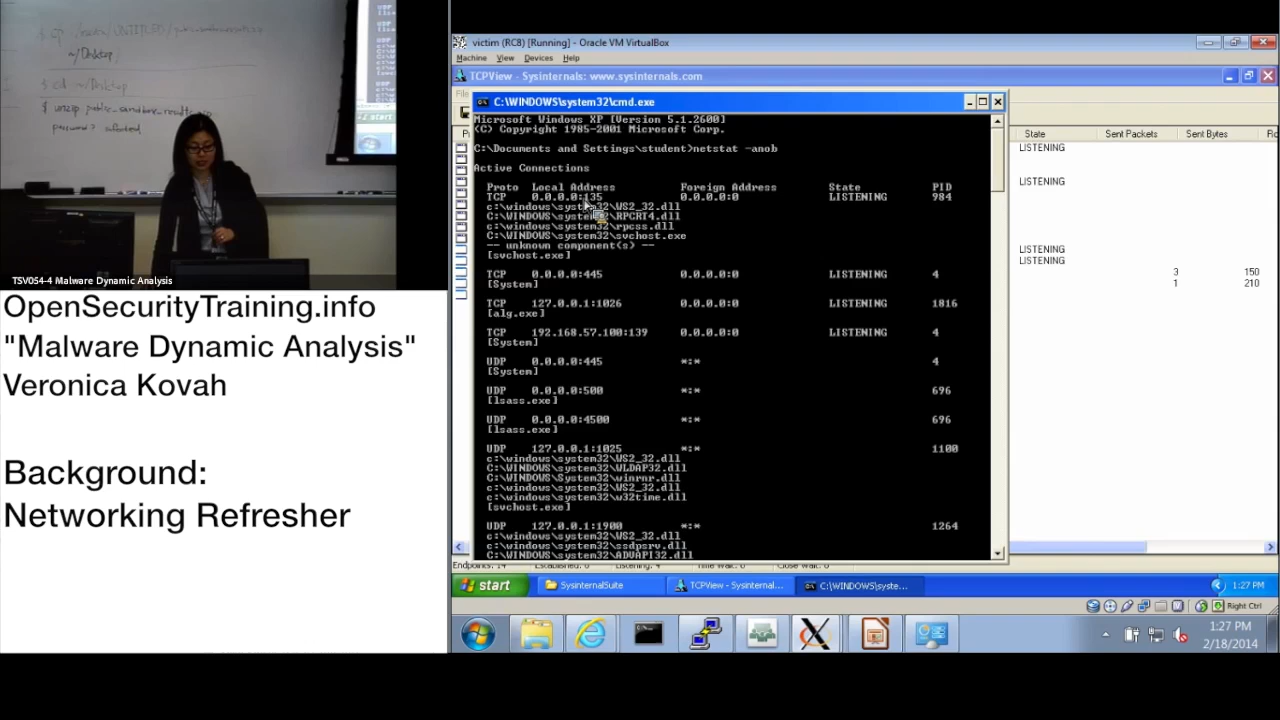 $ cd ~/Desktop
~/Desktop
TSV054-4 Malware Dynamic Analysis
OpenSecurityTraining.info
"Malware Dynamic Analysis"
Veronica Kovah
Background:
Networking Refresher
victim (RC8) [Running] - Oracle VM VirtualBox
Machine View Devices Help
TCPView - Sysinternals: www.sysinternals.com
C:\WINDOWS\system32\cmd.exe
Microsoft Windows XP [Version 5.1.2600]
(C) Copyright 1985-2001 Microsoft Corp.
C:\Documents and Settings\student>netstat -anob
Active Connections
Proto Local Address Foreign Address State PID
TCP 0.0.0.0:135 0.0.0.0:0 LISTENING 984
c:\windows\system32\WS2_32.dll
C:\WINDOWS\system32\RPCRT4.dll
c:\windows\system32\rpcss.dll
C:\WINDOWS\system32\svchost.exe
-- unknown component(s) --
[svchost.exe]
TCP 0.0.0.0:445 0.0.0.0:0 LISTENING 4
[System]
TCP 127.0.0.1:1026 0.0.0.0:0 LISTENING 1816
[alg.exe]
TCP 192.168.57.100:139 0.0.0.0:0 LISTENING 4
[System]
UDP 0.0.0.0:445 *:* 4
[System]
UDP 0.0.0.0:500 *:* 696
[lsass.exe]
UDP 0.0.0.0:4500 *:* 696
[lsass.exe]
UDP 127.0.0.1:1025 *:* 1100
c:\windows\system32\WS2_32.dll
C:\WINDOWS\system32\WLDAP32.dll
C:\WINDOWS\System32\winrnr.dll
c:\windows\system32\WS2_32.dll
c:\windows\system32\w32time.dll
[svchost.exe]
UDP 127.0.0.1:1900 *:* 1264
c:\windows\system32\WS2_32.dll
c:\windows\system32\ssdpsrv.dll
C:\WINDOWS\system32\ADVAPI32.dll
State Sent Packets Sent Bytes
LISTENING
LISTENING
LISTENING
LISTENING
3 150
1 210
start SysinternalSuite TCPView - Sysinternal... C:\WINDOWS\syste... 1:27 PM
Right Ctrl
1:27 PM
2/18/2014